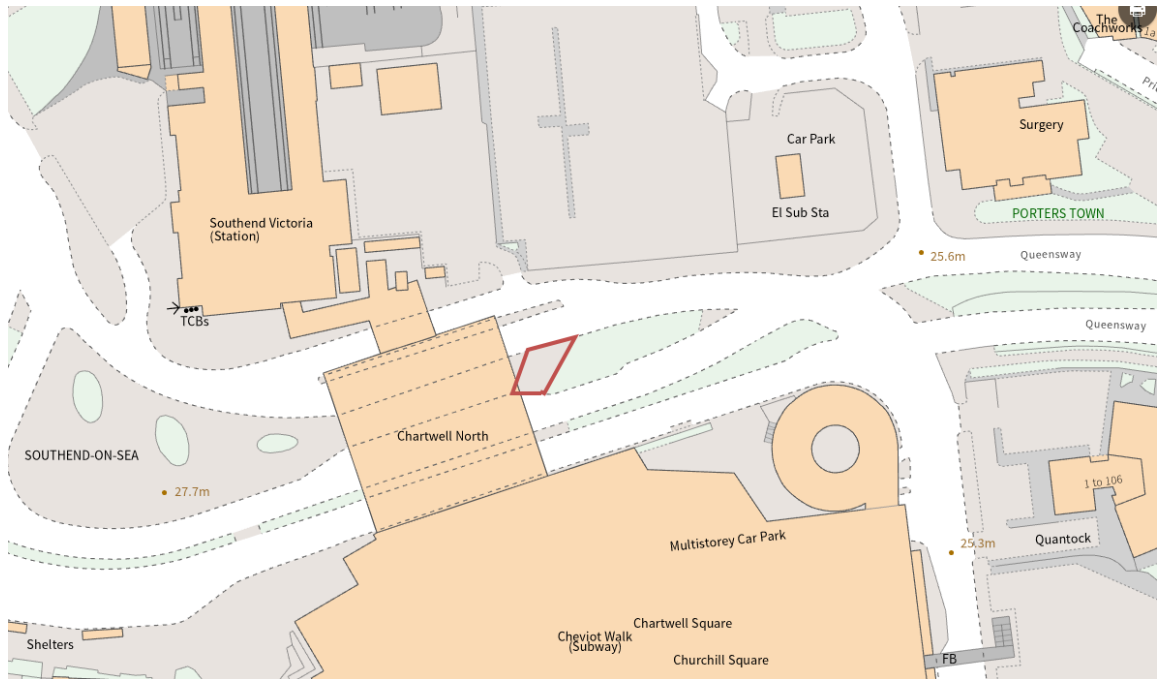 The
Coachworks
1a
Surgery
Car Park
El Sub Sta
PORTERS TOWN
Southend Victoria
(Station)
25.6m
Queensway
TCBs
Queensway
Chartwell North
SOUTHEND-ON-SEA
27.7m
1 to 106
Multistorey Car Park
25.3m
Quantock
Chartwell Square
Cheviot Walk
(Subway)
Shelters
Churchill Square
FB